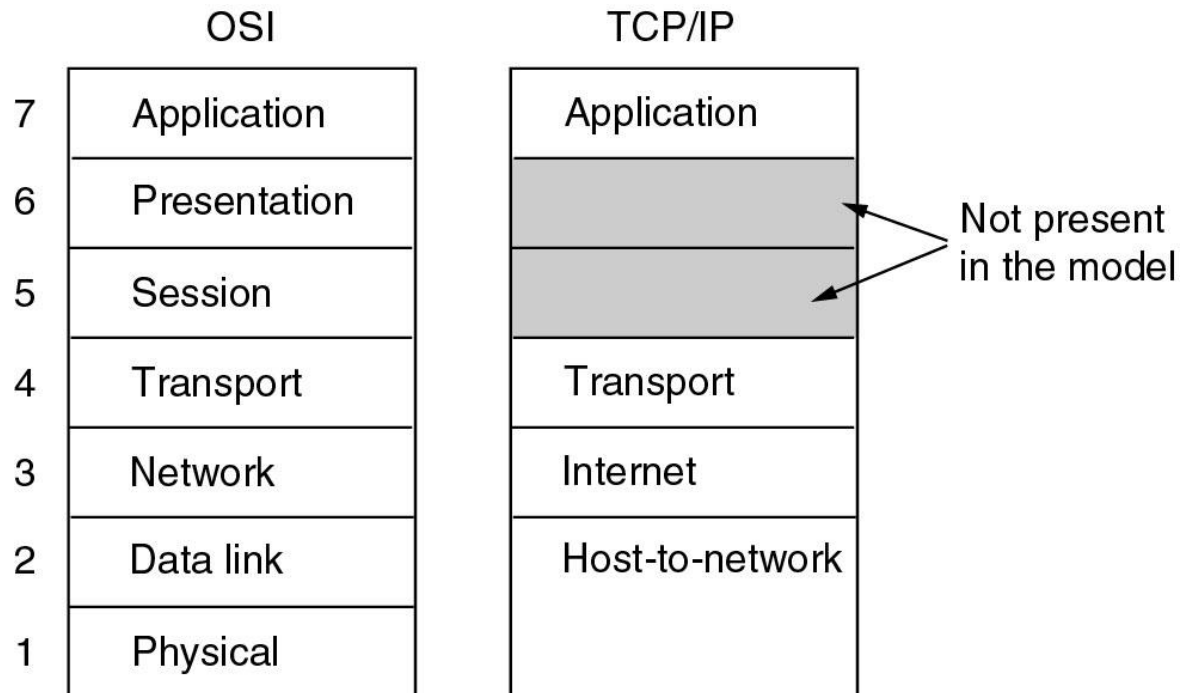 OSI
TCP/IP
7
Application
Application
6
Presentation
Not present
in the model
5
Session
4
Transport
Transport
3
Network
Internet
2
Data link
Host-to-network
1
Physical